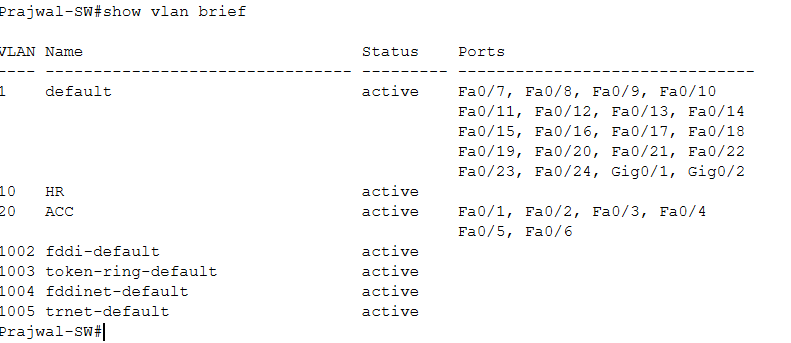 Prajwal-SW#show vlan brief
VLAN Name                             Status    Ports
---- -------------------------------- --------- -------------------------------
1    default                          active    Fa0/7, Fa0/8, Fa0/9, Fa0/10
                                                Fa0/11, Fa0/12, Fa0/13, Fa0/14
                                                Fa0/15, Fa0/16, Fa0/17, Fa0/18
                                                Fa0/19, Fa0/20, Fa0/21, Fa0/22
                                                Fa0/23, Fa0/24, Gig0/1, Gig0/2
10   HR                               active
20   ACC                              active    Fa0/1, Fa0/2, Fa0/3, Fa0/4
                                                Fa0/5, Fa0/6
1002 fddi-default                     active
1003 token-ring-default               active
1004 fddinet-default                  active
1005 trnet-default                    active
Prajwal-SW#